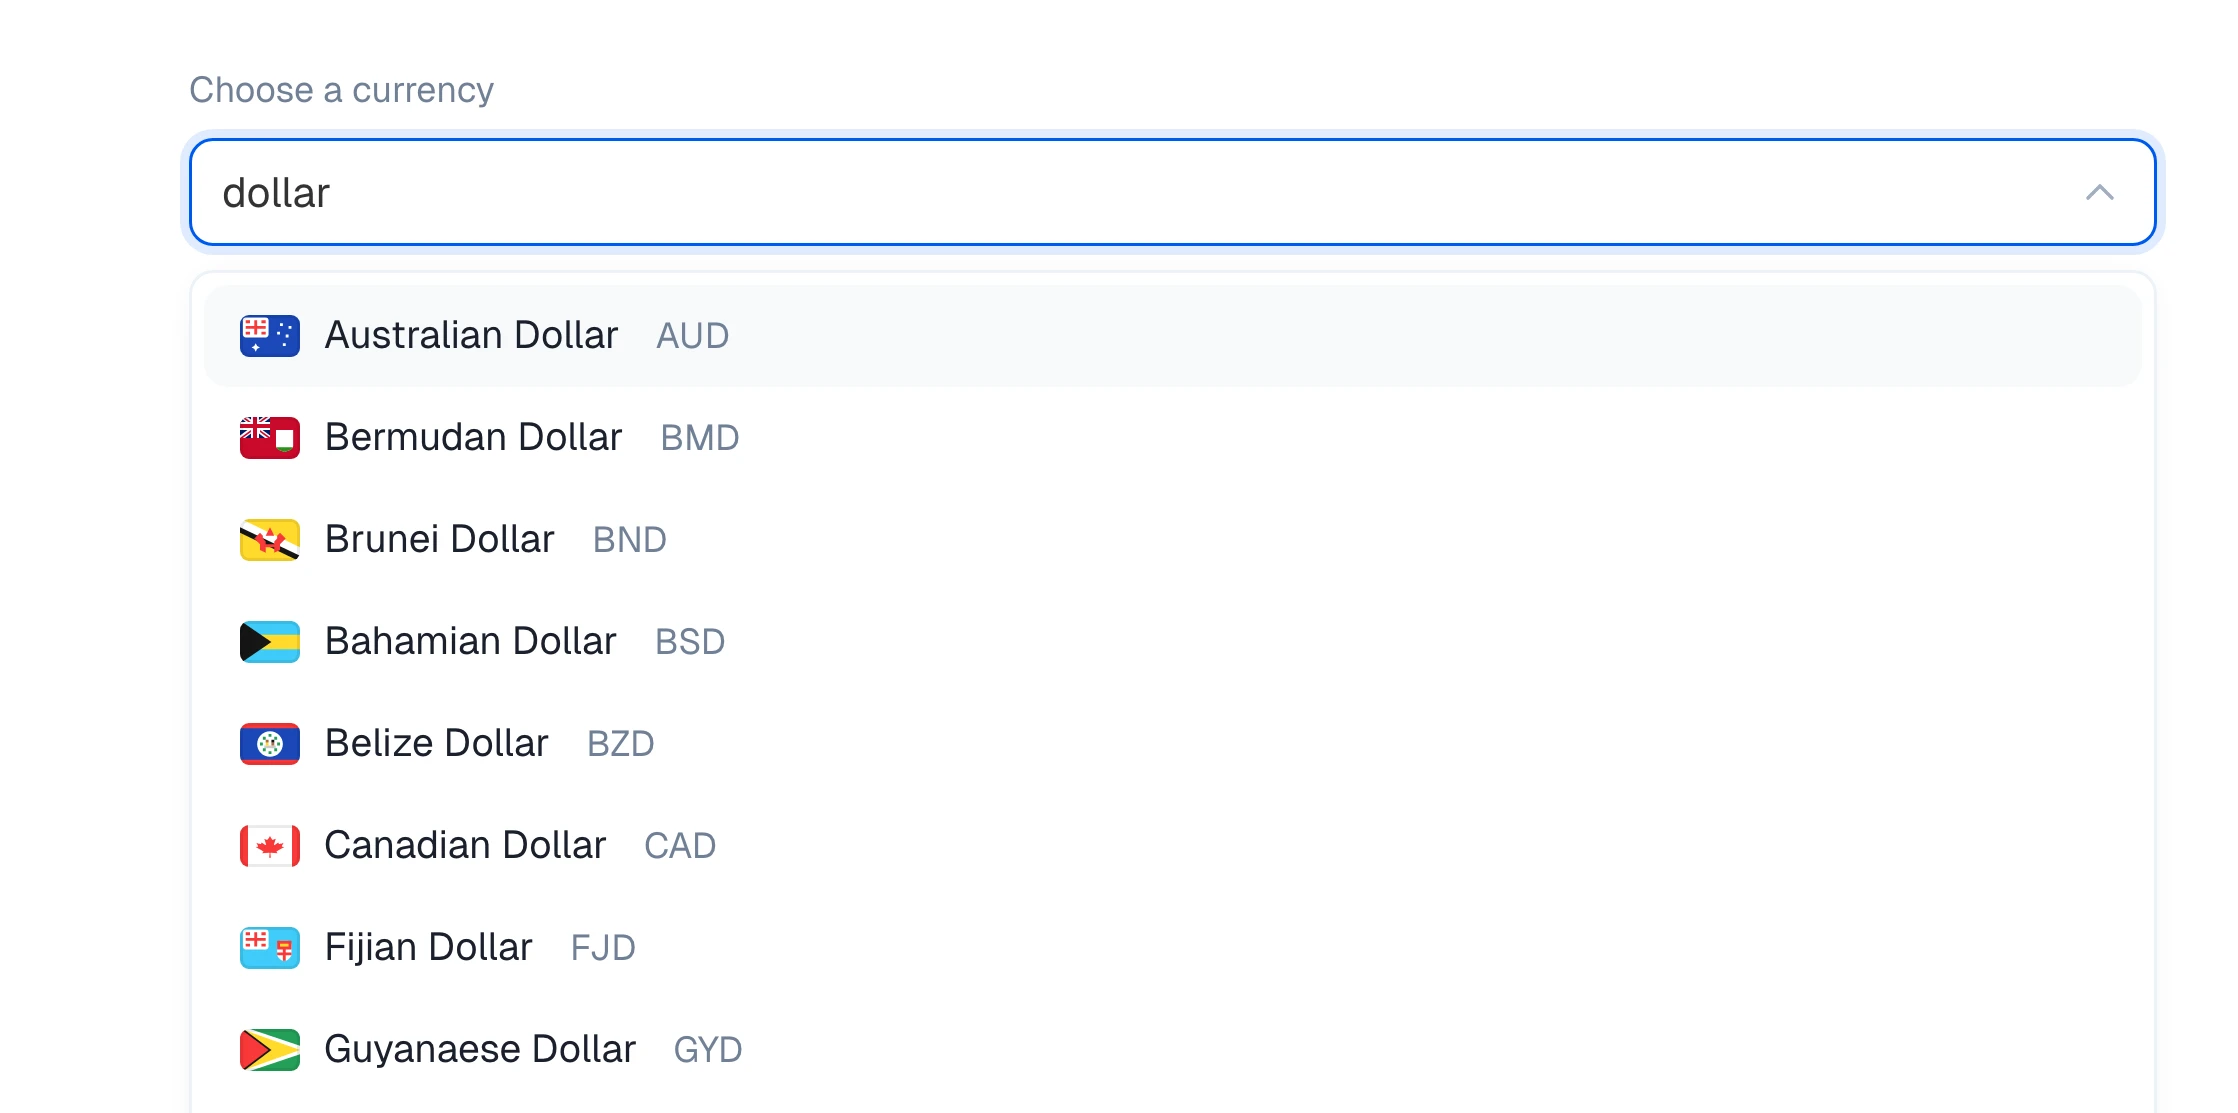 Choose a currency
dollar
Australian Dollar AUD
Bermudan Dollar BMD
Brunei Dollar BND
Bahamian Dollar BSD
Belize Dollar BZD
Canadian Dollar CAD
Fijian Dollar FJD
Guyanaese Dollar GYD